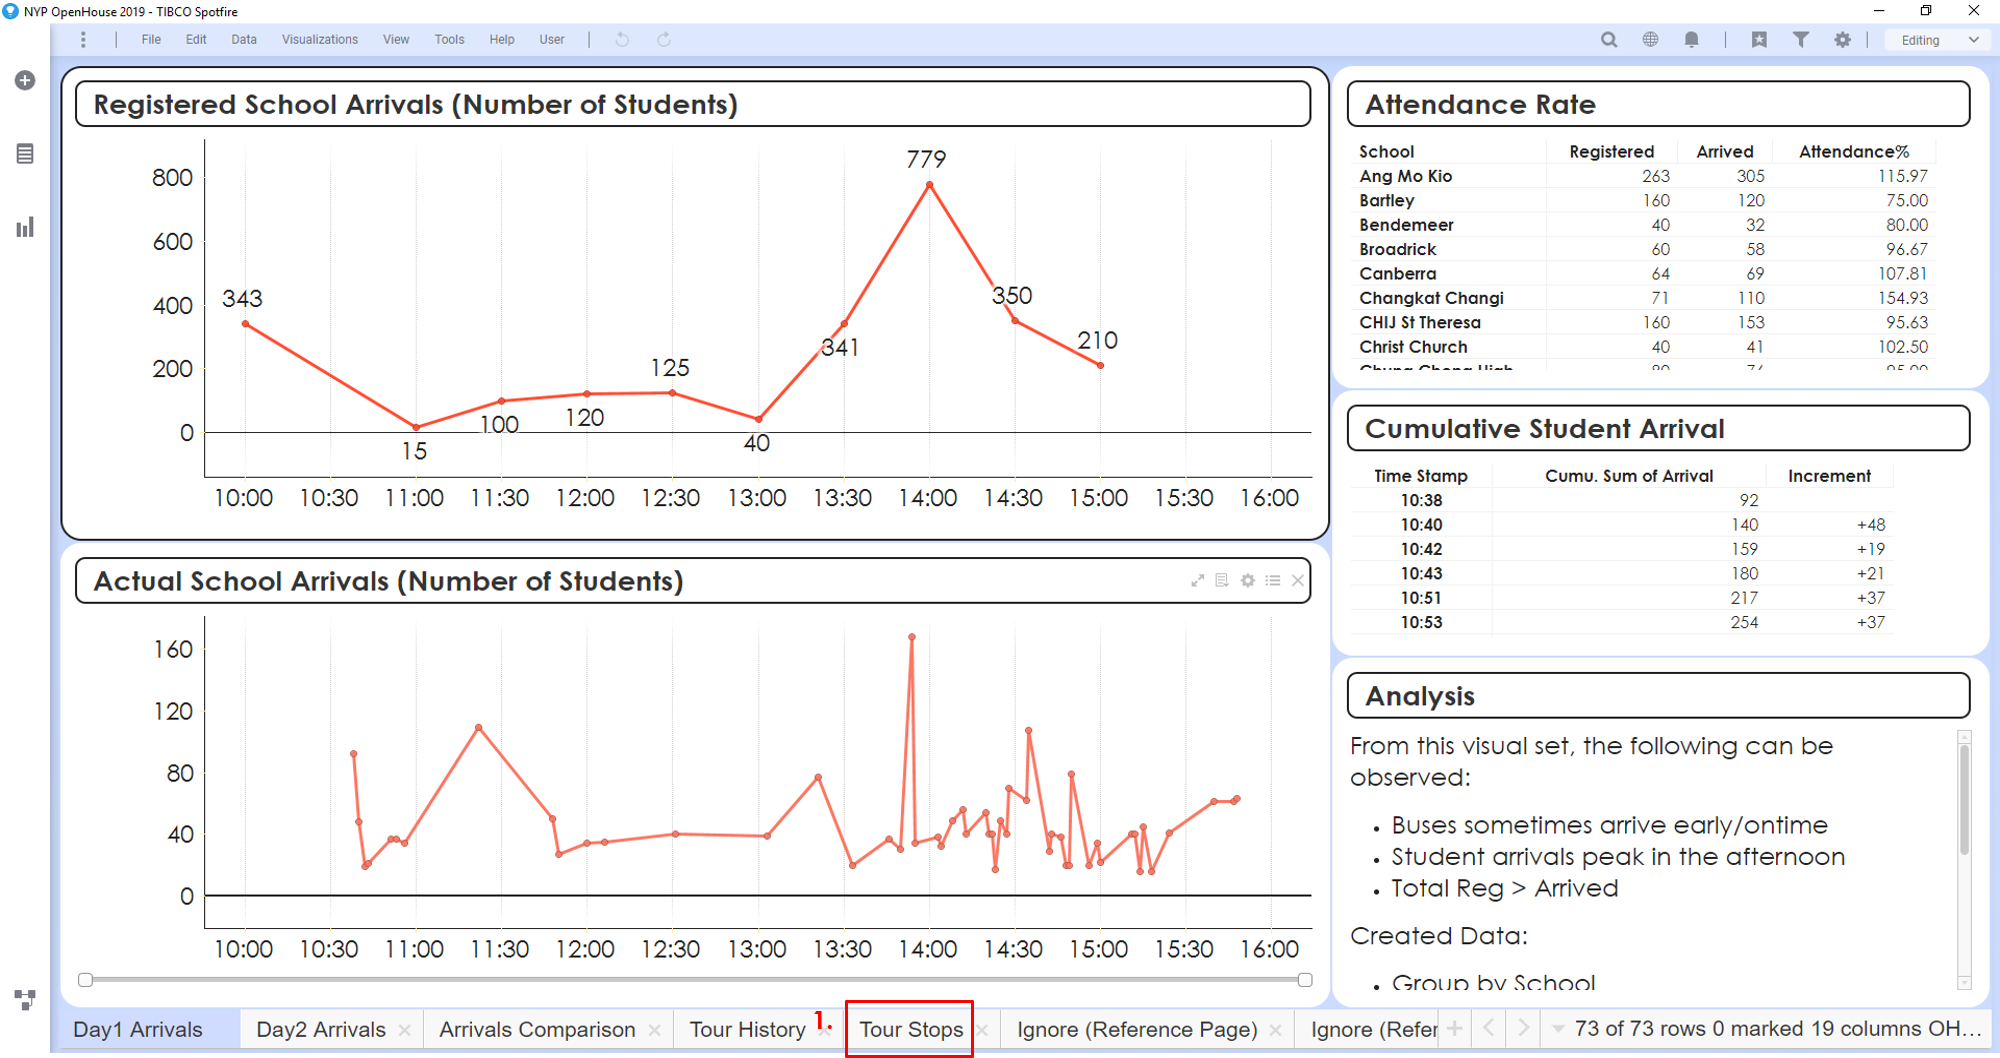 NYP OpenHouse 2019 - TIBCO Spotfire
File Edit Data Visualizations View Tools Help User Editing
Registered School Arrivals (Number of Students)
800
600
400
200
0
343
15
100
120
125
40
341
779
350
210
10:00 10:30 11:00 11:30 12:00 12:30 13:00 13:30 14:00 14:30 15:00 15:30 16:00
Actual School Arrivals (Number of Students)
160
120
80
40
0
10:00 10:30 11:00 11:30 12:00 12:30 13:00 13:30 14:00 14:30 15:00 15:30 16:00
Attendance Rate
School Registered Arrived Attendance%
Ang Mo Kio 263 305 115.97
Bartley 160 120 75.00
Bendemeer 40 32 80.00
Broadrick 60 58 96.67
Canberra 64 69 107.81
Changkat Changi 71 110 154.93
CHIJ St Theresa 160 153 95.63
Christ Church 40 41 102.50
Chung Cheng High 80 76 95.00
Cumulative Student Arrival
Time Stamp Cumu. Sum of Arrival Increment
10:38 92
10:40 140 +48
10:42 159 +19
10:43 180 +21
10:51 217 +37
10:53 254 +37
Analysis
From this visual set, the following can be
observed:
• Buses sometimes arrive early/ontime
• Student arrivals peak in the afternoon
• Total Reg > Arrived
Created Data:
• Group by School
Day1 Arrivals Day2 Arrivals Arrivals Comparison Tour History 1. Tour Stops Ignore (Reference Page) Ignore (Refer 73 of 73 rows 0 marked 19 columns OH...